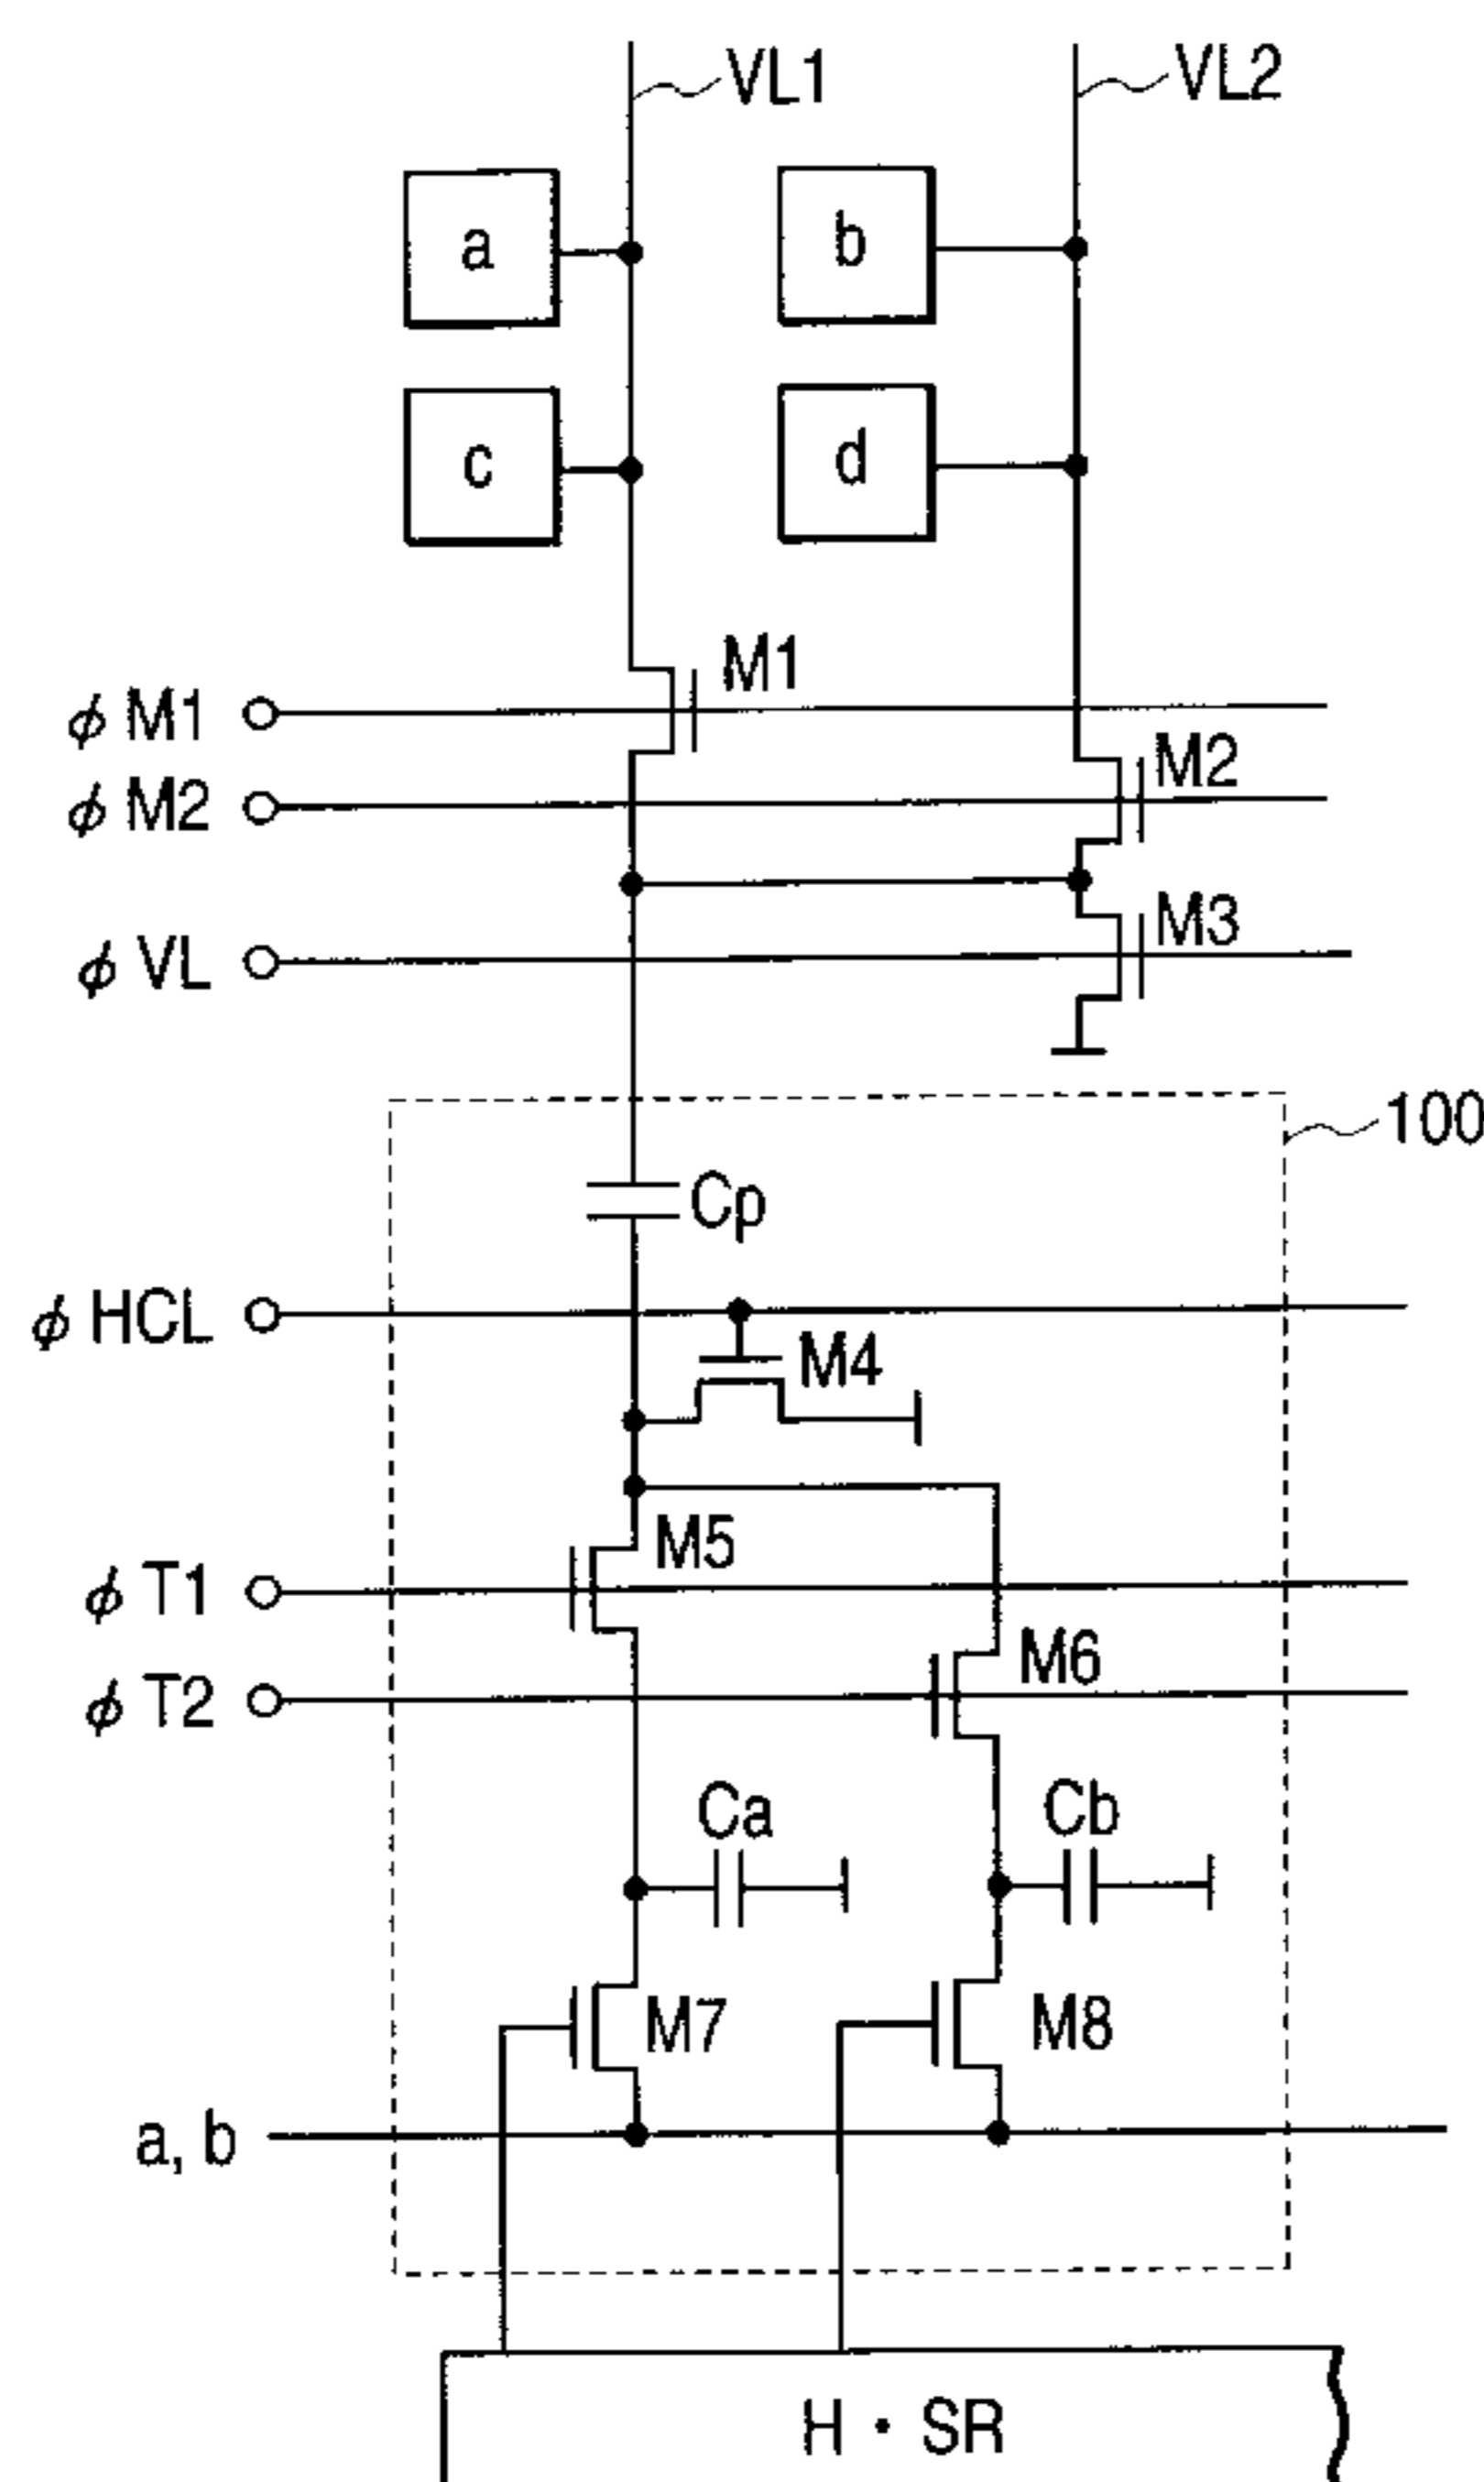 VL1
VL2
a
b
c
d
M1
ϕ M1
M2
ϕ M2
M3
ϕ VL
100
Cp
ϕ HCL
M4
M5
ϕ T1
M6
ϕ T2
Ca
Cb
M7
M8
a, b
H · SR